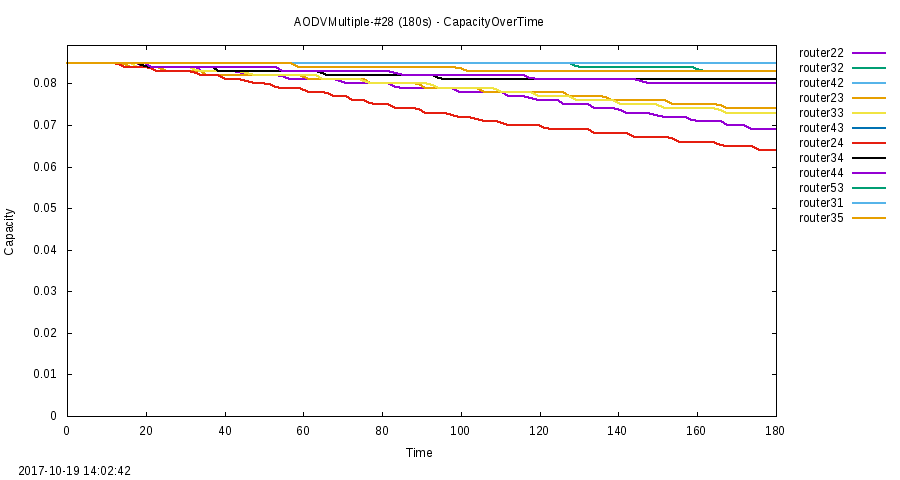 AODVMultiple-#28 (180s) - CapacityOverTime
router22
router32
router42
router23
router33
router43
router24
router34
router44
router53
router31
router35
0.08
0.07
0.06
0.05
0.04
0.03
0.02
0.01
0
Capacity
0 20 40 60 80 100 120 140 160 180
Time
2017-10-19 14:02:42